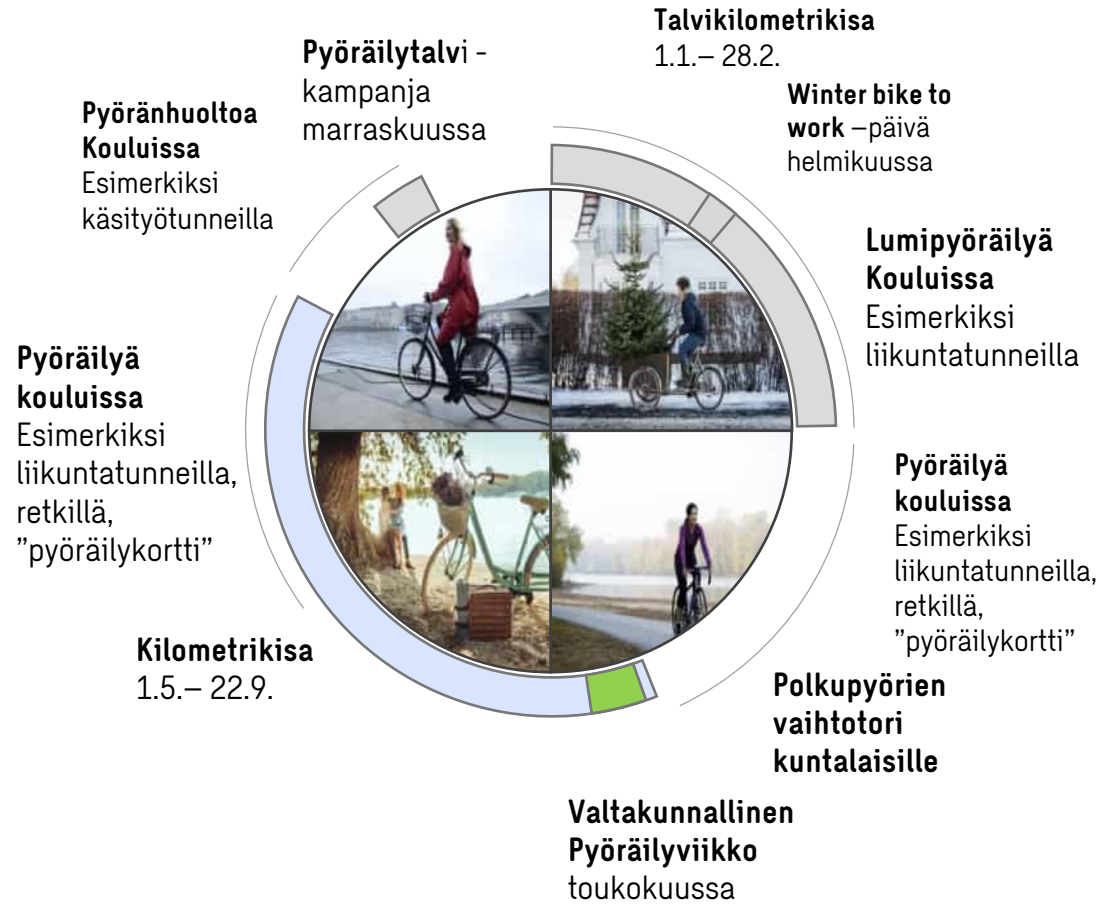 Talvikilometrikisa
1.1.– 28.2.
Winter bike to
work –päivä
helmikuussa
Lumipyöräilyä
Kouluissa
Esimerkiksi
liikuntatunneilla
Pyöräilyä
kouluissa
Esimerkiksi
liikuntatunneilla,
retkillä,
”pyöräilykortti”
Polkupyörien
vaihtotori
kuntalaisille
Valtakunnallinen
Pyöräilyviikko
toukokuussa
Kilometrikisa
1.5.– 22.9.
Pyöräilyä
kouluissa
Esimerkiksi
liikuntatunneilla,
retkillä,
”pyöräilykortti”
Pyöränhuoltoa
Kouluissa
Esimerkiksi
käsityötunneilla
Pyöräilytalvi -
kampanja
marraskuussa